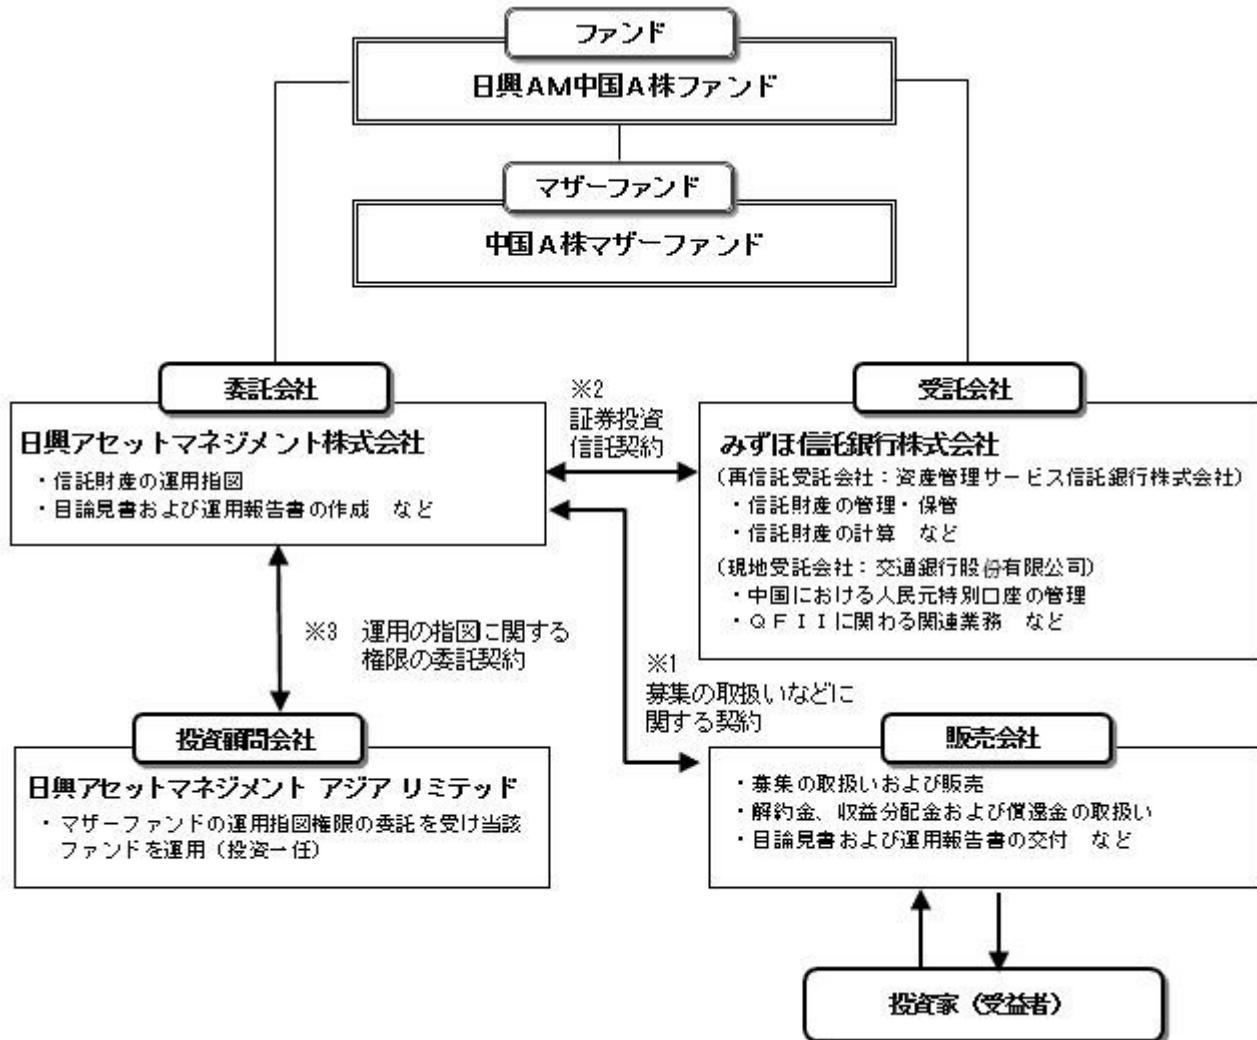 ファンド
日興AM中国A株ファンド
マザーファンド
中国A株マザーファンド
委託会社
日興アセットマネジメント株式会社
・信託財産の運用指図
・目論見書および運用報告書の作成 など
※2
証券投資
信託契約
受託会社
みずほ信託銀行株式会社
(再信託受託会社：資産管理サービス信託銀行株式会社)
・信託財産の管理・保管
・信託財産の計算 など
(現地受託会社：交通銀行股份有限公司)
・中国における人民元特別口座の管理
・QFIIに関わる関連業務 など
※3 運用の指図に関する
権限の委託契約
※1
募集の取扱いなどに
関する契約
投資顧問会社
日興アセットマネジメント アジア リミテッド
・マザーファンドの運用指図権限の委託を受け当該
ファンドを運用（投資一任）
販売会社
・募集の取扱いおよび販売
・解約金、収益分配金および償還金の取扱い
・目論見書および運用報告書の交付 など
投資家（受益者）